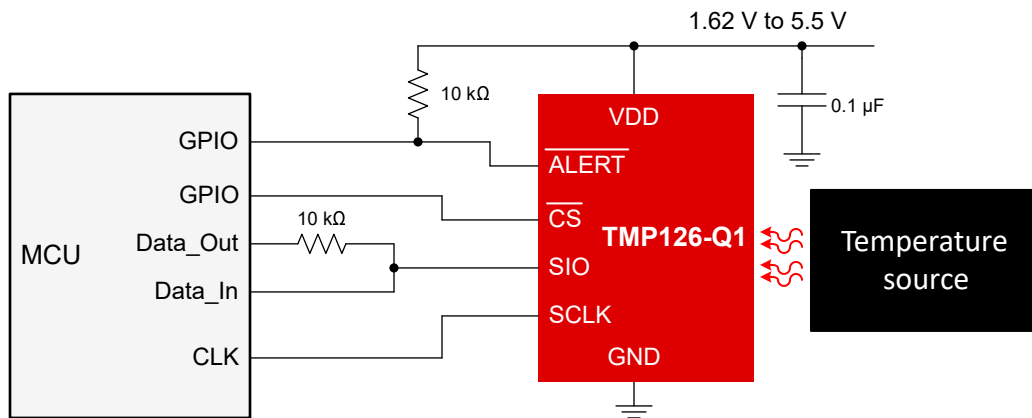 1.62 V to 5.5 V
10 kΩ
0.1 µF
VDD
GPIO
ALERT
GPIO
CS
10 kΩ
Data_Out
MCU
TMP126-Q1
Temperature
source
SIO
Data_In
SCLK
CLK
GND